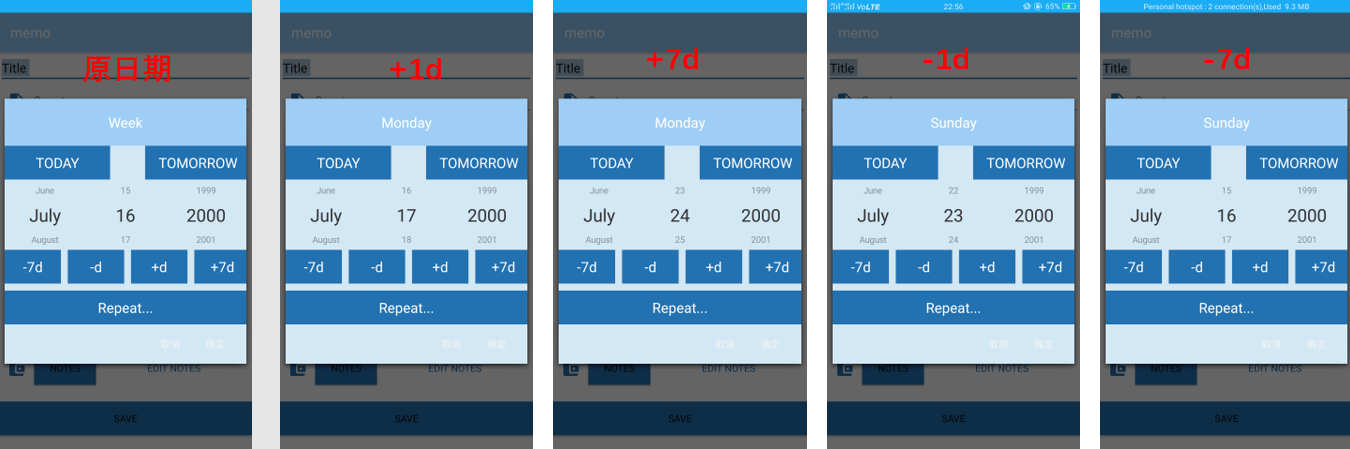 memo
原日期
Title
Week
TODAY TOMORROW
June 15 1999
July 16 2000
August 17 2001
-7d -d +d +7d
Repeat...
取消 确定
NOTES EDIT NOTES
SAVE
memo
+1d
Title
Monday
TODAY TOMORROW
June 16 1999
July 17 2000
August 18 2001
-7d -d +d +7d
Repeat...
取消 确定
NOTES EDIT NOTES
SAVE
memo
+7d
Title
Monday
TODAY TOMORROW
June 23 1999
July 24 2000
August 25 2001
-7d -d +d +7d
Repeat...
取消 确定
NOTES EDIT NOTES
SAVE
VoLTE 22:56 65%
memo
-1d
Title
Sunday
TODAY TOMORROW
June 22 1999
July 23 2000
August 24 2001
-7d -d +d +7d
Repeat...
取消 确定
NOTES EDIT NOTES
SAVE
Personal hotspot : 2 connection(s),Used 9.3 MB
memo
-7d
Title
Sunday
TODAY TOMORROW
June 15 1999
July 16 2000
August 17 2001
-7d -d +d +7d
Repeat...
取消 确定
NOTES EDIT NOTES
SAVE